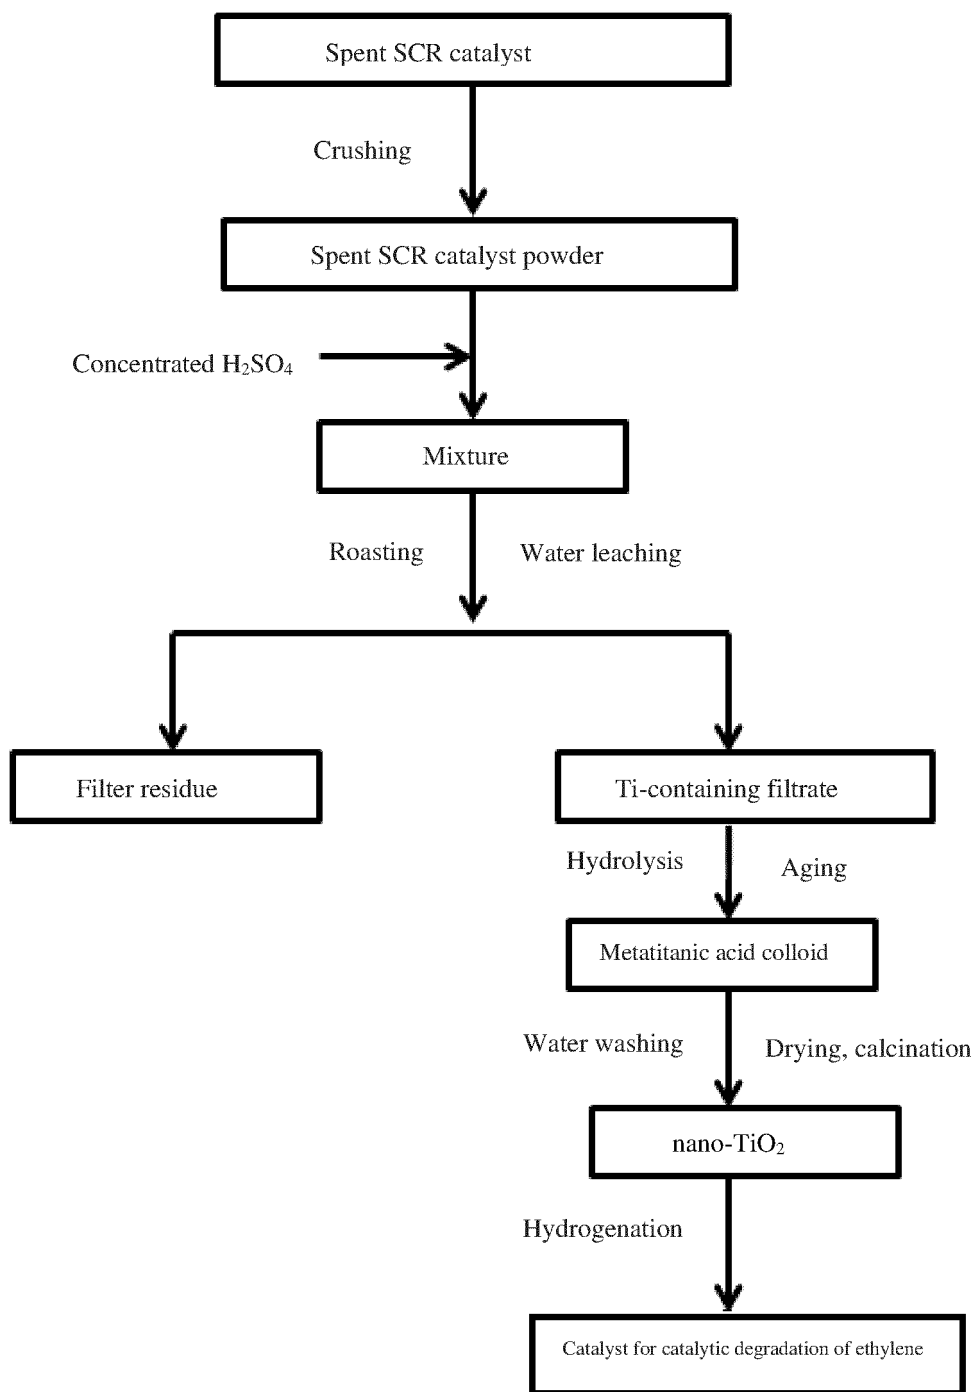 Spent SCR catalyst
Crushing
Spent SCR catalyst powder
Concentrated H₂SO₄
Mixture
Roasting
Water leaching
Filter residue
Ti-containing filtrate
Hydrolysis
Aging
Metatitanic acid colloid
Water washing
Drying, calcination
nano-TiO₂
Hydrogenation
Catalyst for catalytic degradation of ethylene